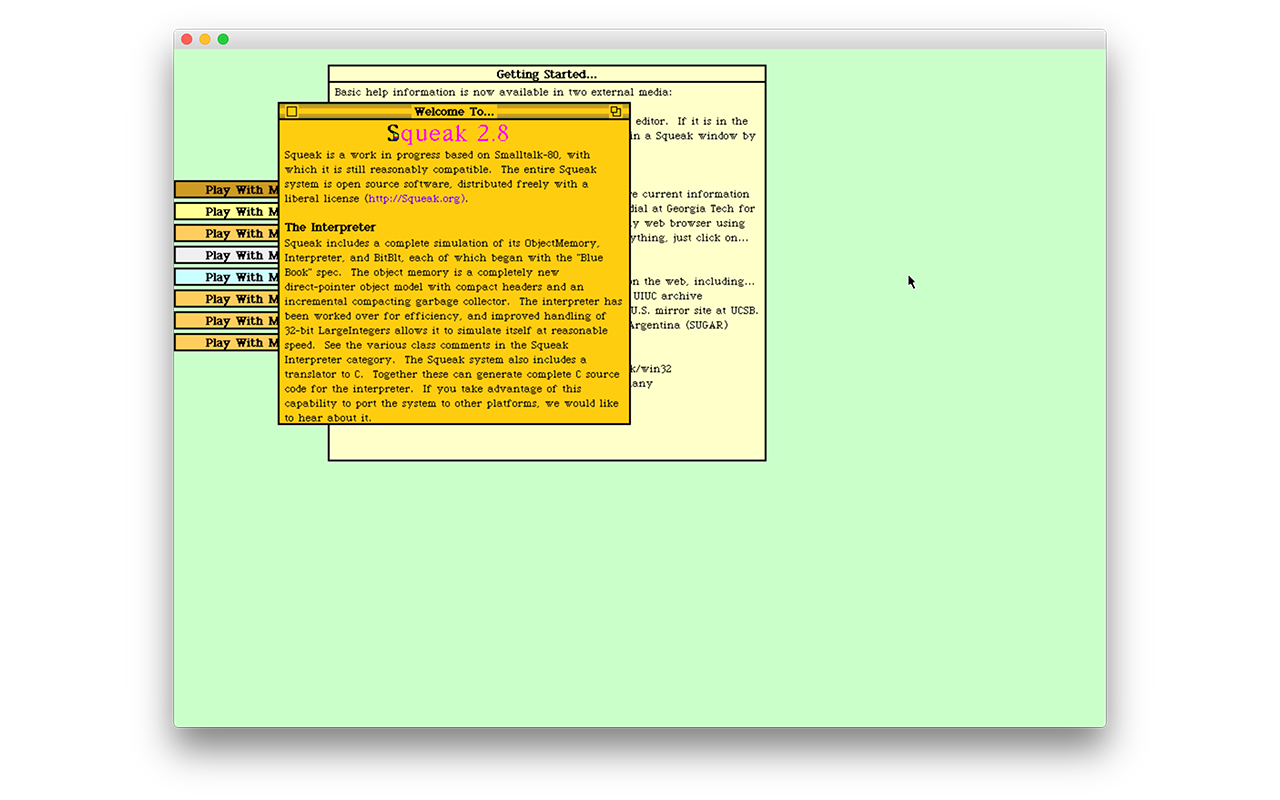 Getting Started...
Basic help information is now available in two external media:
editor.  If it is in the
in a Squeak window by
current information
at Georgia Tech for
web browser using
just click on...
on the web, including...
UIUC archive
U.S. mirror site at UCSB.
Argentina (SUGAR)
Welcome To...
Squeak 2.8
Squeak is a work in progress based on Smalltalk-80, with
which it is still reasonably compatible.  The entire Squeak
system is open source software, distributed freely with a
liberal license (http://Squeak.org).
The Interpreter
Squeak includes a complete simulation of its ObjectMemory,
Interpreter, and BitBlt, each of which began with the "Blue
Book" spec.  The object memory is a completely new
direct-pointer object model with compact headers and an
incremental compacting garbage collector.  The interpreter has
been worked over for efficiency, and improved handling of
32-bit LargeIntegers allows it to simulate itself at reasonable
speed.  See the various class comments in the Squeak
Interpreter category.  The Squeak system also includes a
translator to C.  Together these can generate complete C source
code for the interpreter.  If you take advantage of this
capability to port the system to other platforms, we would like
to hear about it.
Play With M
Play With M
Play With M
Play With M
Play With M
Play With M
Play With M
Play With M